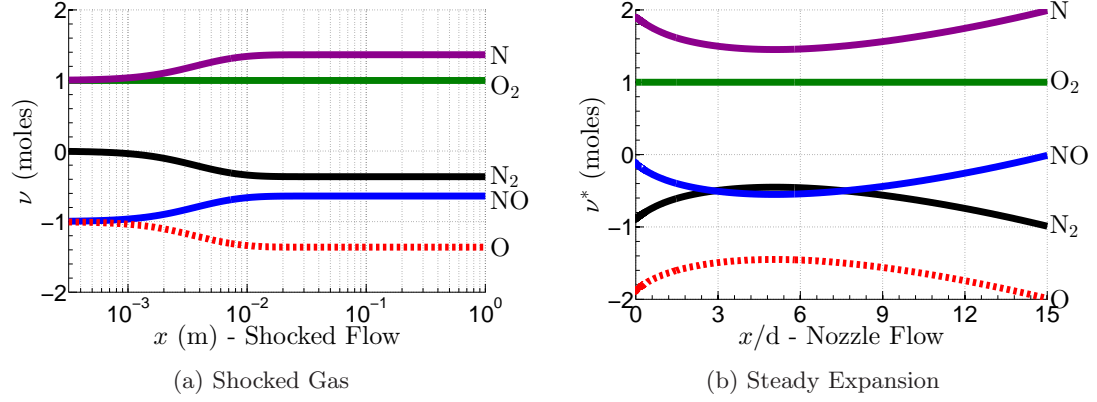 2
1
0
−1
−2
ν (moles)
N
O₂
N₂
NO
O
10⁻³
10⁻²
10⁻¹
10⁰
x (m) - Shocked Flow
(a) Shocked Gas
2
1
0
−1
−2
ν* (moles)
N
O₂
NO
N₂
O
0
3
6
9
12
15
x/d - Nozzle Flow
(b) Steady Expansion